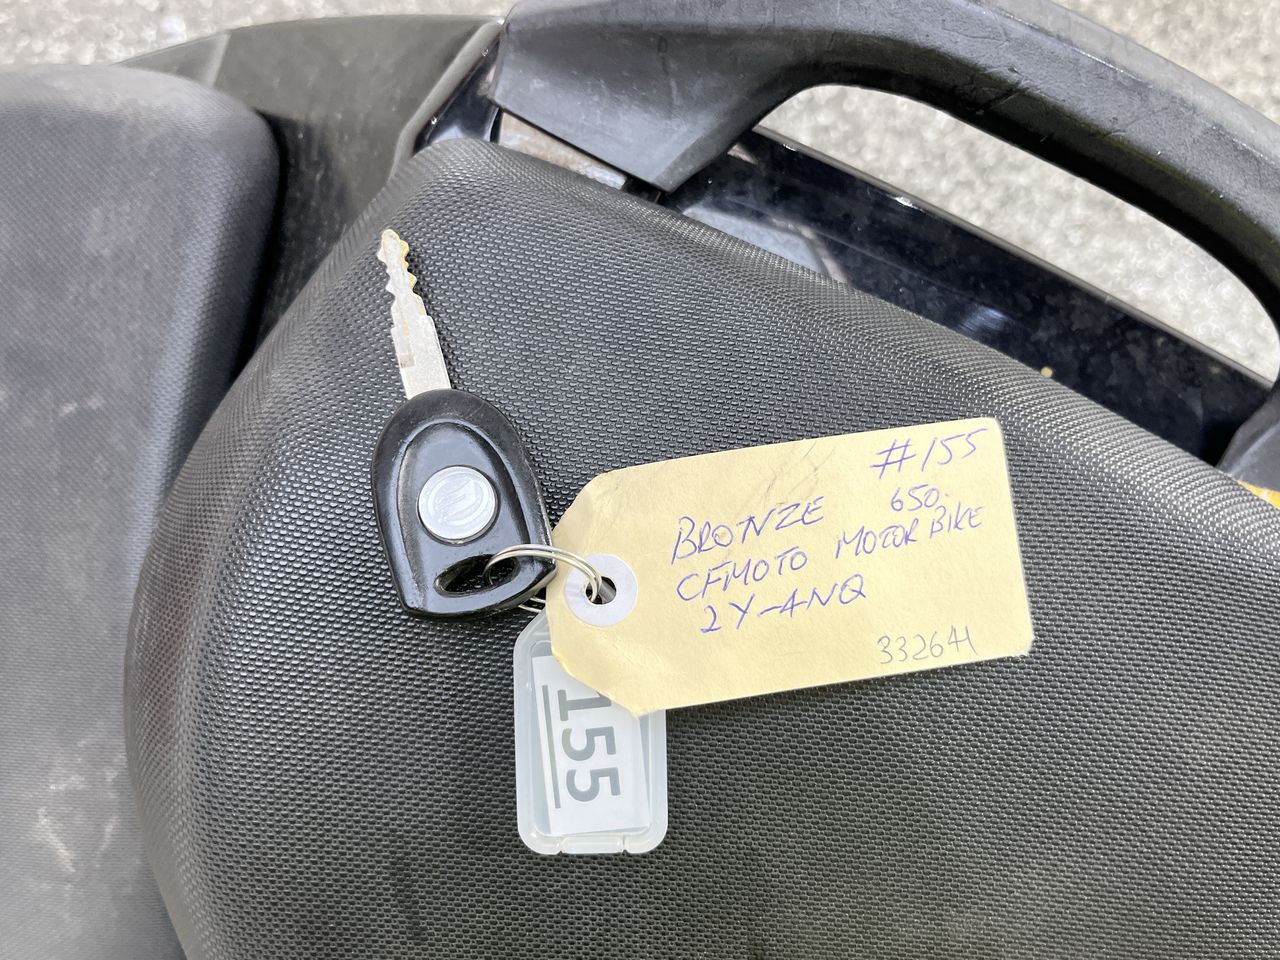 #155
BRONZE 650.
CFMOTO MOTOR BIKE
2Y-4NQ
332641
155